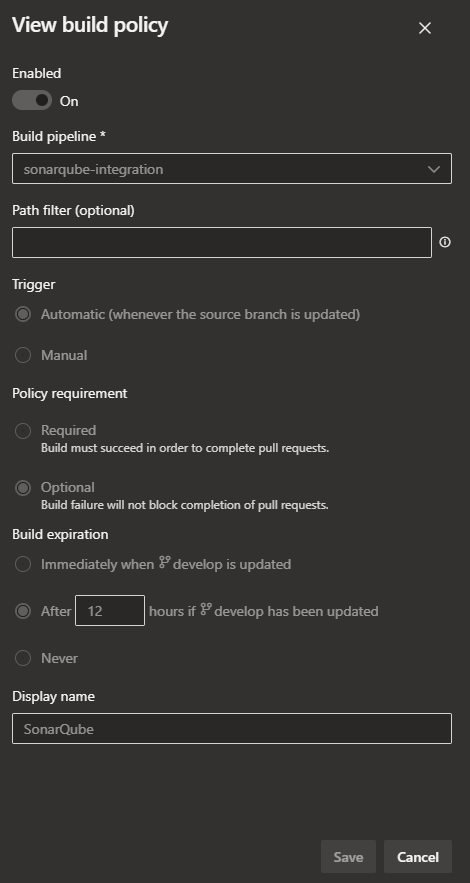 View build policy
Enabled
On
Build pipeline *
sonarqube-integration
Path filter (optional)
Trigger
Automatic (whenever the source branch is updated)
Manual
Policy requirement
Required
Build must succeed in order to complete pull requests.
Optional
Build failure will not block completion of pull requests.
Build expiration
Immediately when develop is updated
After 12 hours if develop has been updated
Never
Display name
SonarQube
Save Cancel